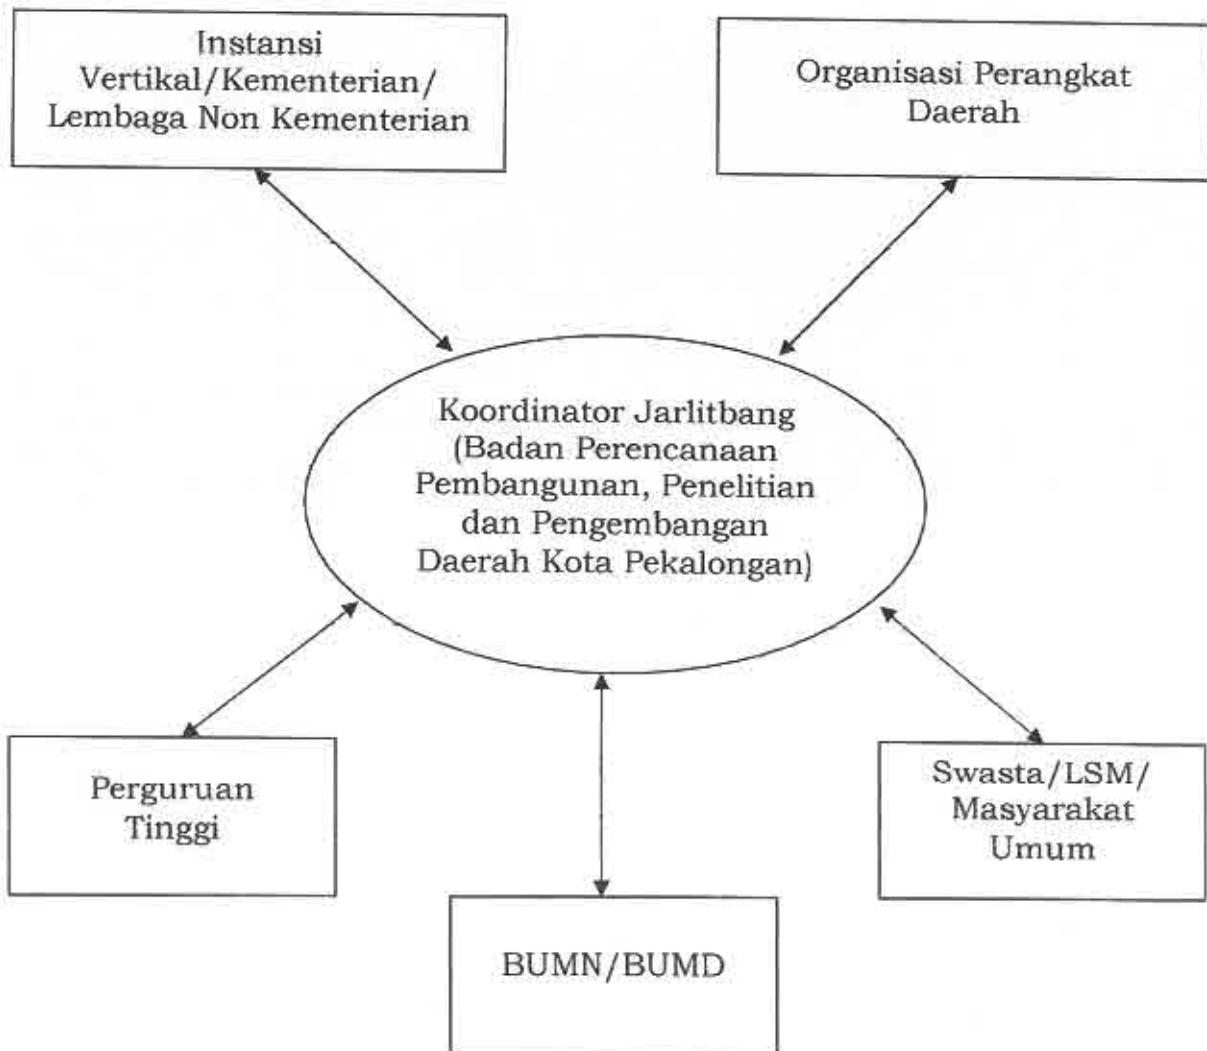 Instansi
Vertikal/Kementerian/
Lembaga Non Kementerian
Organisasi Perangkat
Daerah
Koordinator Jarlitbang
(Badan Perencanaan
Pembangunan, Penelitian
dan Pengembangan
Daerah Kota Pekalongan)
Perguruan
Tinggi
Swasta/LSM/
Masyarakat
Umum
BUMN/BUMD